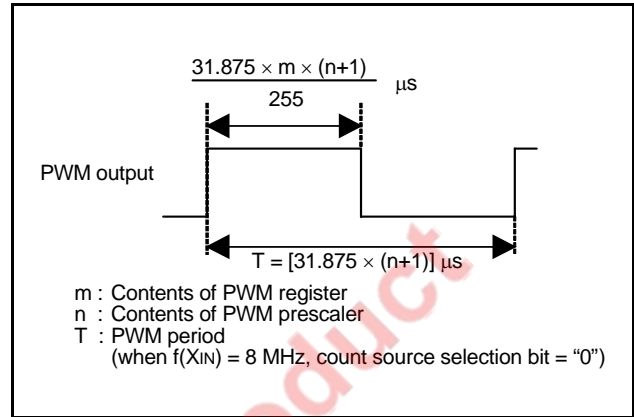 31.875 × m × (n+1)
255
μs
PWM output
T = [31.875 × (n+1)] μs
m : Contents of PWM register
n : Contents of PWM prescaler
T : PWM period
(when f(XIN) = 8 MHz, count source selection bit = “0”)
oduct